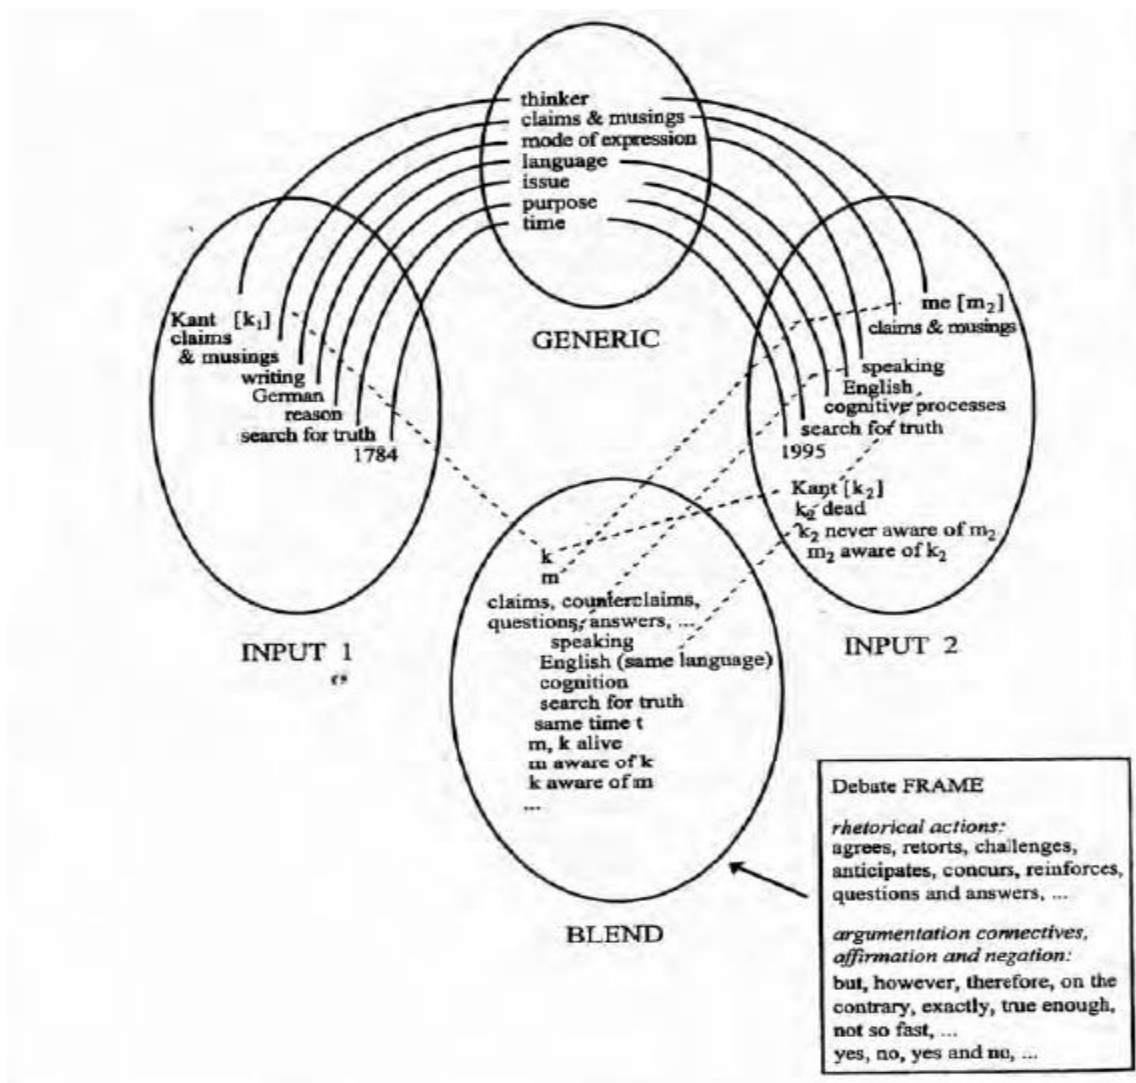 thinker
claims & musings
mode of expression
language
issue
purpose
time
GENERIC
Kant [k₁]
claims
& musings
writing
German
reason
search for truth
1784
INPUT 1
me [m₂]
claims & musings
speaking
English
cognitive processes
search for truth
1995
Kant [k₂]
k₂ dead
k₂ never aware of m₂
m₂ aware of k₂
INPUT 2
k
m
claims, counterclaims,
questions, answers, ...
speaking
English (same language)
cognition
search for truth
same time t
m, k alive
m aware of k
k aware of m
...
BLEND
Debate FRAME
rhetorical actions:
agrees, retorts, challenges,
anticipates, concurs, reinforces,
questions and answers, ...
argumentation connectives,
affirmation and negation:
but, however, therefore, on the
contrary, exactly, true enough,
not so fast, ...
yes, no, yes and no, ...